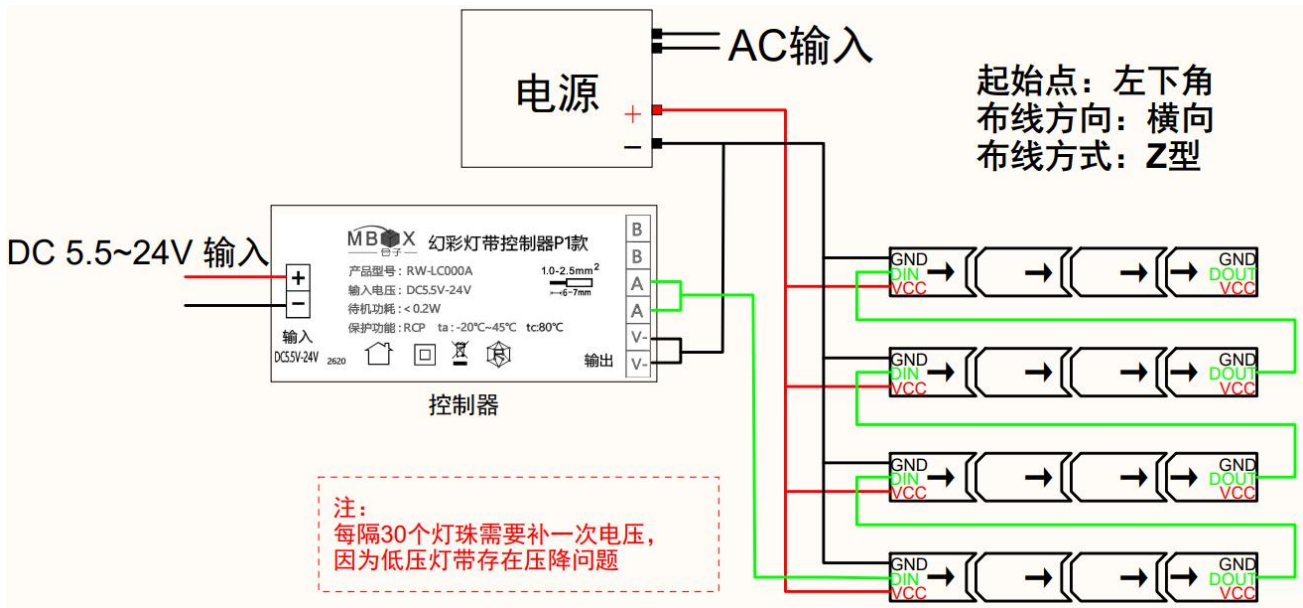 AC输入
电源
+
−
起始点：左下角
布线方向：横向
布线方式：Z型
DC 5.5~24V 输入
+
−
输入
DC5.5V-24V
2620
MBOX
盒子
幻彩灯带控制器P1款
产品型号：RW-LC000A
输入电压：DC5.5V-24V
待机功耗：< 0.2W
保护功能：RCP ta：-20℃~45℃ tc:80℃
1.0-2.5mm²
6-7mm
输出
B
B
A
A
V-
V-
控制器
GND
DIN
VCC
GND
DOUT
VCC
GND
DIN
VCC
GND
DOUT
VCC
GND
DIN
VCC
GND
DOUT
VCC
GND
DIN
VCC
GND
DOUT
VCC
注：
每隔30个灯珠需要补一次电压，
因为低压灯带存在压降问题